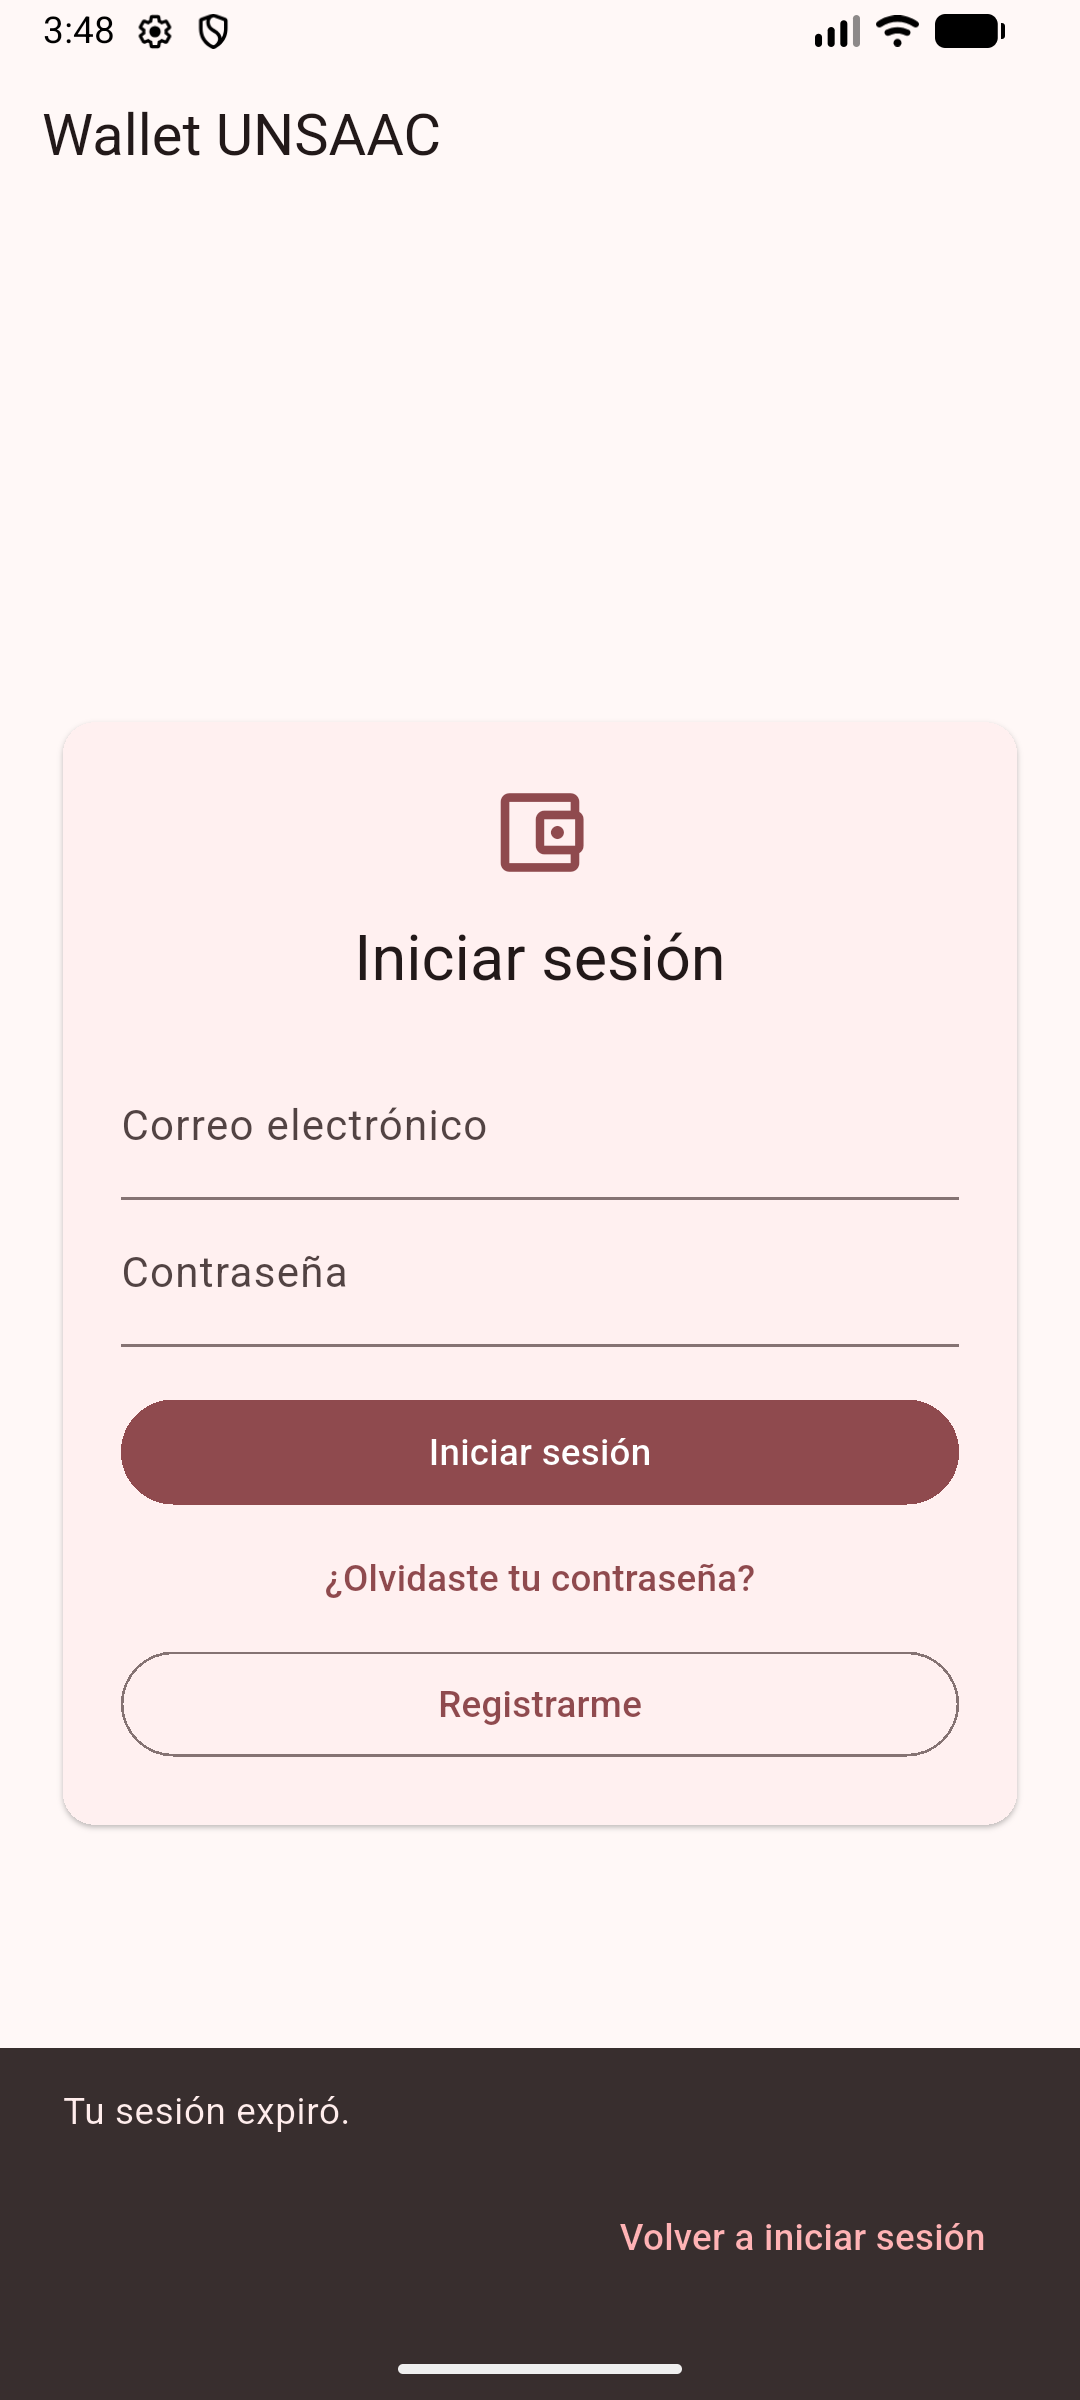 3:48
Wallet UNSAAC
Iniciar sesión
Correo electrónico
Contraseña
Iniciar sesión
¿Olvidaste tu contraseña?
Registrarme
Tu sesión expiró.
Volver a iniciar sesión